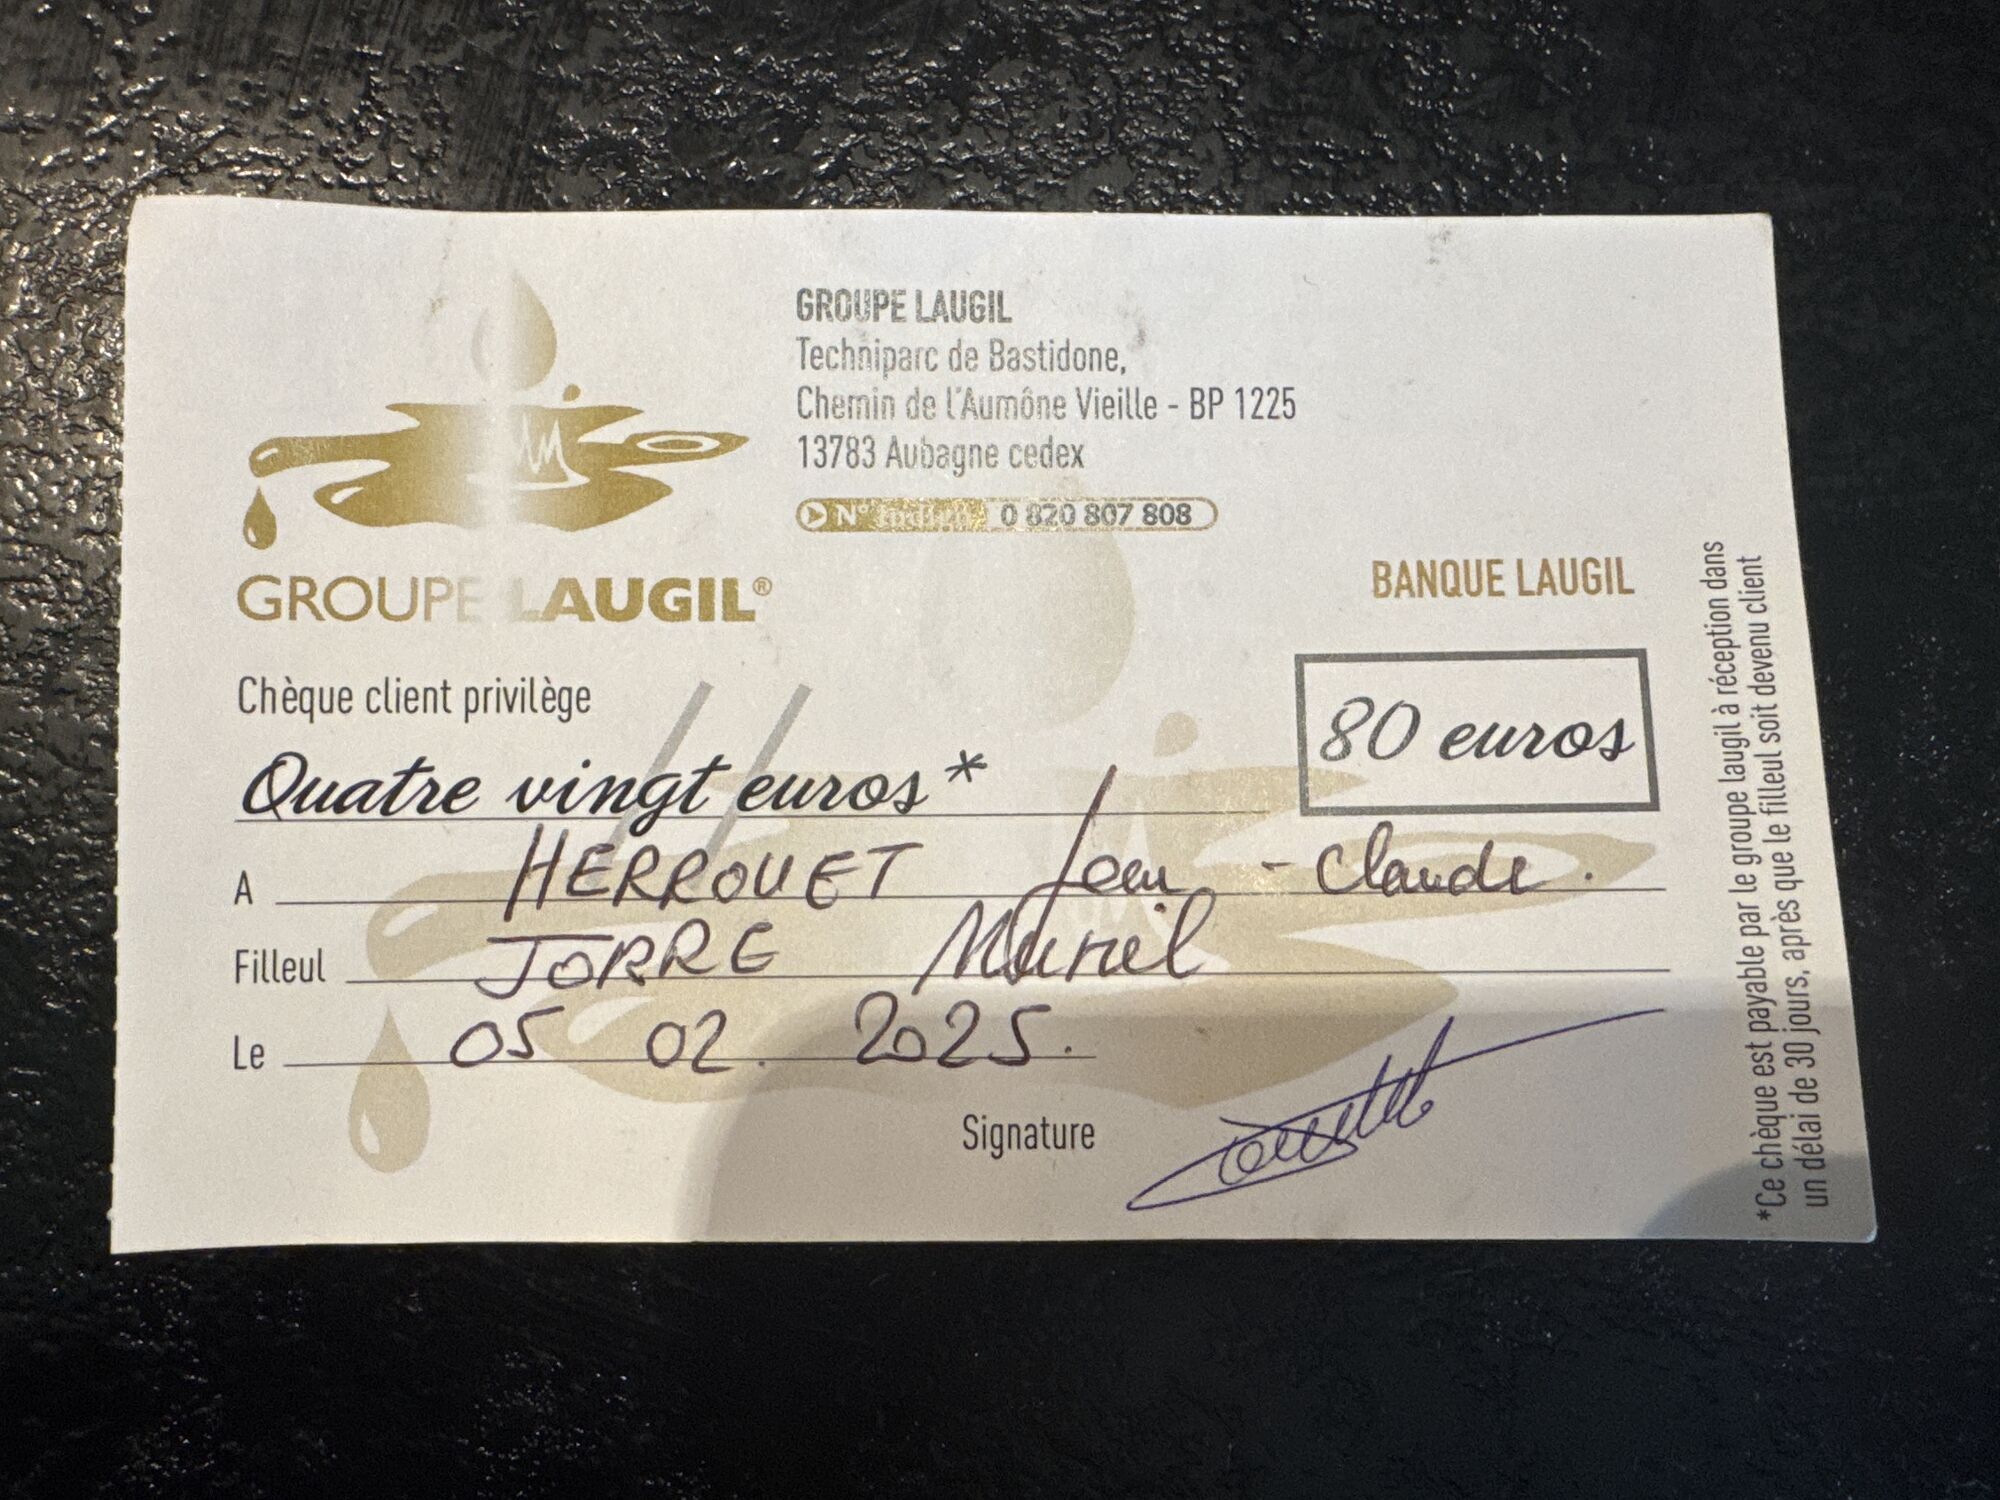 GROUPE LAUGIL
Techniparc de Bastidone,
Chemin de l'Aumône Vieille - BP 1225
13783 Aubagne cedex
N° Indigo 0 820 807 808
GROUPE LAUGIL®
BANQUE LAUGIL
Chèque client privilège
80 euros
Quatre vingt euros*
A HERROUET Jean - Claude.
Filleul JORRE Muriel
Le 05 02. 2025.
Signature
*Ce chèque est payable par le groupe laugil à réception dans
un délai de 30 jours, après que le filleul soit devenu client